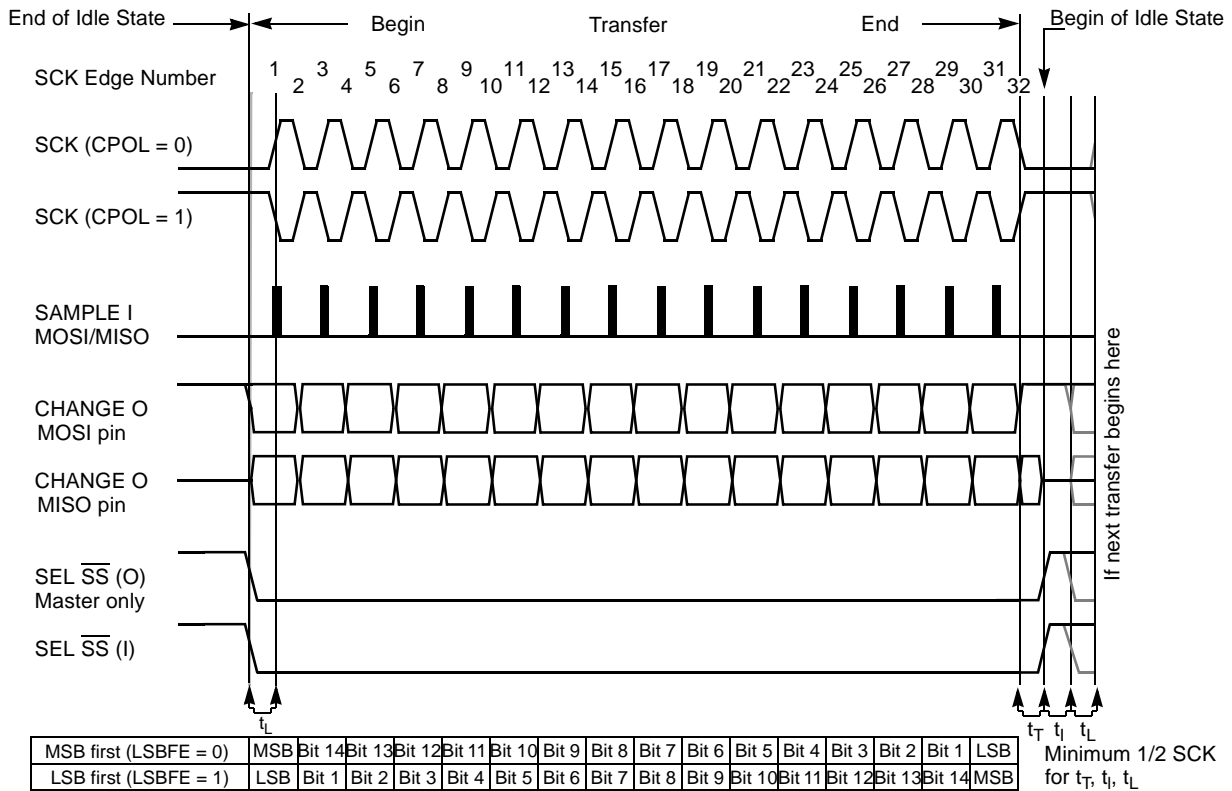 End of Idle State
Begin
Transfer
End
Begin of Idle State
SCK Edge Number
1 3 5 7 9 11 13 15 17 19 21 23 25 27 29 31
2 4 6 8 10 12 14 16 18 20 22 24 26 28 30 32
SCK (CPOL = 0)
SCK (CPOL = 1)
SAMPLE I
MOSI/MISO
CHANGE O
MOSI pin
CHANGE O
MISO pin
SEL SS (O)
Master only
SEL SS (I)
If next transfer begins here
tL
tT tI tL
MSB first (LSBFE = 0) MSB Bit 14 Bit 13 Bit 12 Bit 11 Bit 10 Bit 9 Bit 8 Bit 7 Bit 6 Bit 5 Bit 4 Bit 3 Bit 2 Bit 1 LSB
LSB first (LSBFE = 1) LSB Bit 1 Bit 2 Bit 3 Bit 4 Bit 5 Bit 6 Bit 7 Bit 8 Bit 9 Bit 10 Bit 11 Bit 12 Bit 13 Bit 14 MSB
Minimum 1/2 SCK
for tT, tI, tL